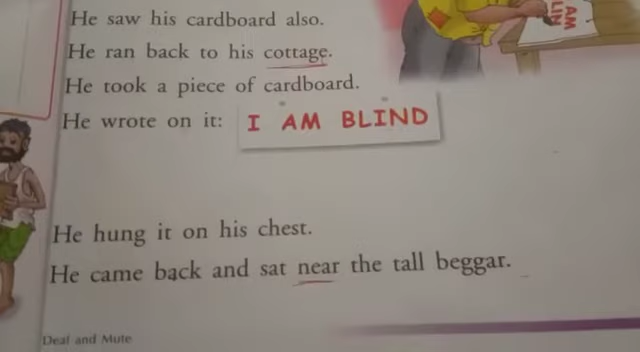 He saw his cardboard also.
He ran back to his cottage.
He took a piece of cardboard.
He wrote on it: I AM BLIND
He hung it on his chest.
He came back and sat near the tall beggar.
Deaf and Mute
AM
LIN